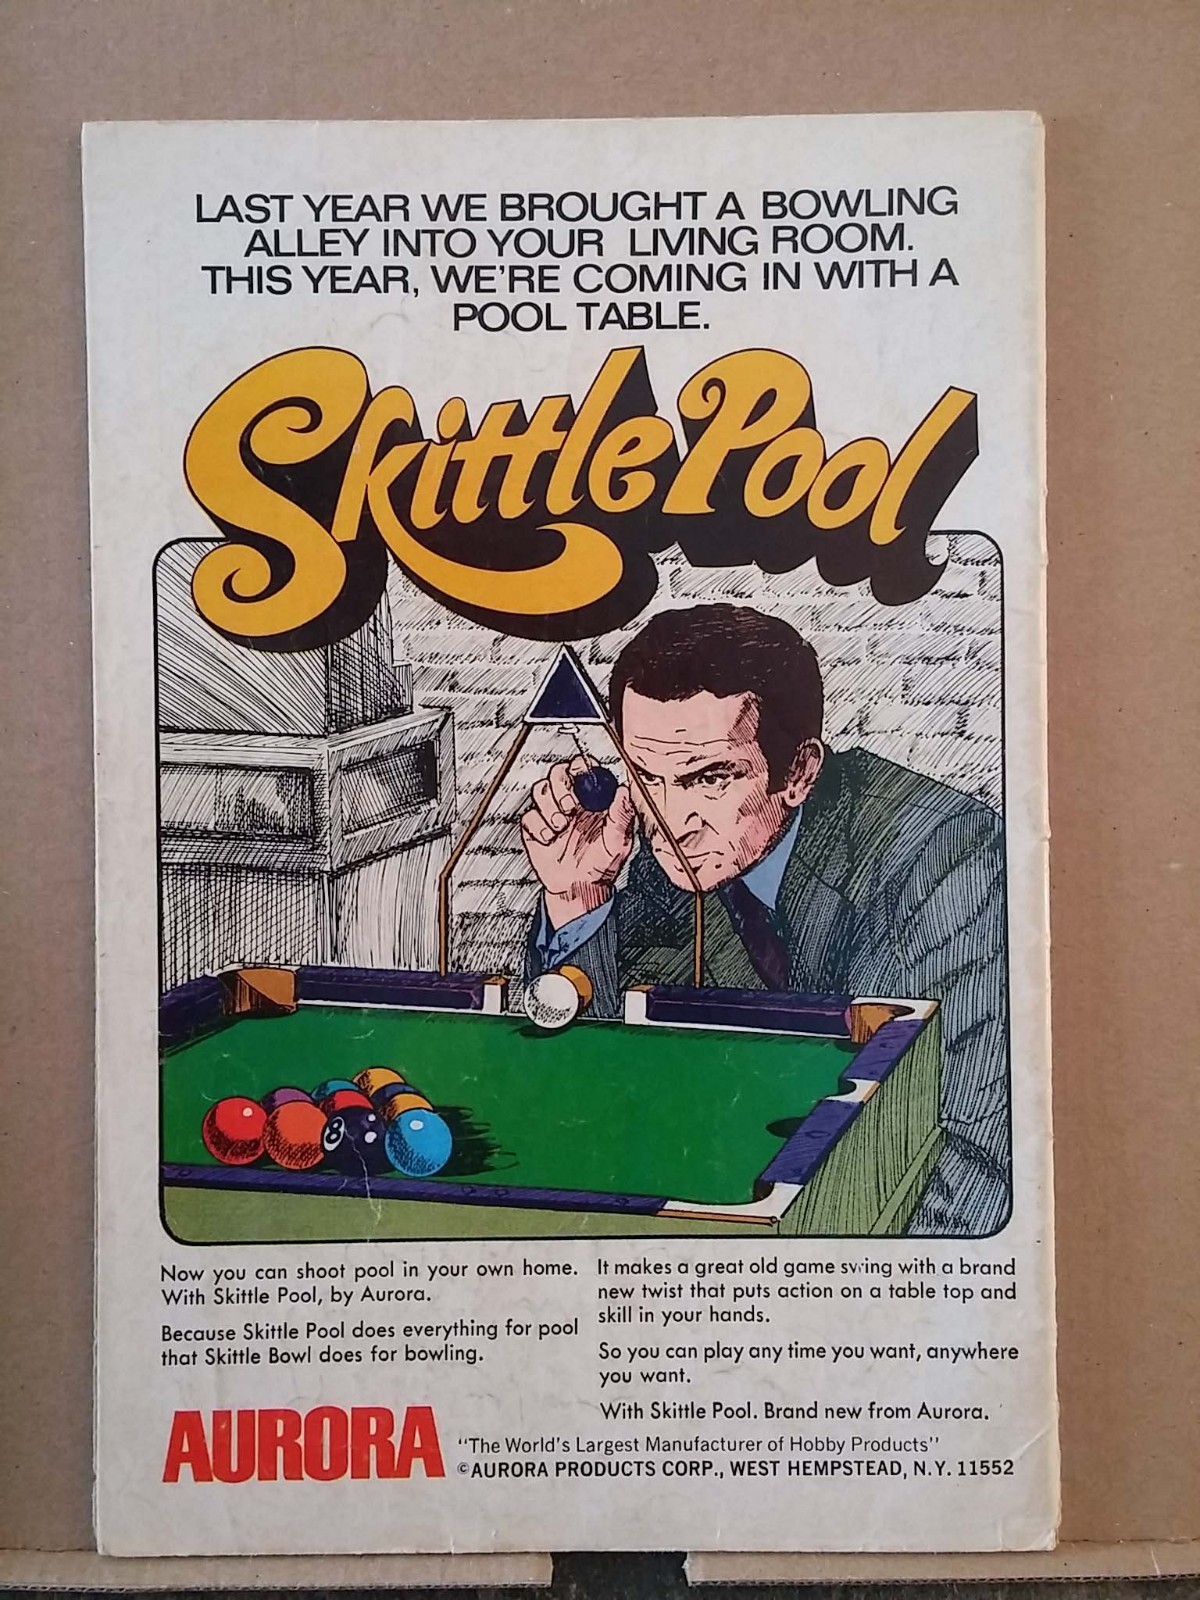 LAST YEAR WE BROUGHT A BOWLING
ALLEY INTO YOUR LIVING ROOM.
THIS YEAR, WE'RE COMING IN WITH A
POOL TABLE.
Skittle Pool
8
Now you can shoot pool in your own home.
With Skittle Pool, by Aurora.
Because Skittle Pool does everything for pool
that Skittle Bowl does for bowling.
It makes a great old game swing with a brand
new twist that puts action on a table top and
skill in your hands.
So you can play any time you want, anywhere
you want.
With Skittle Pool. Brand new from Aurora.
AURORA
"The World's Largest Manufacturer of Hobby Products"
©AURORA PRODUCTS CORP., WEST HEMPSTEAD, N.Y. 11552